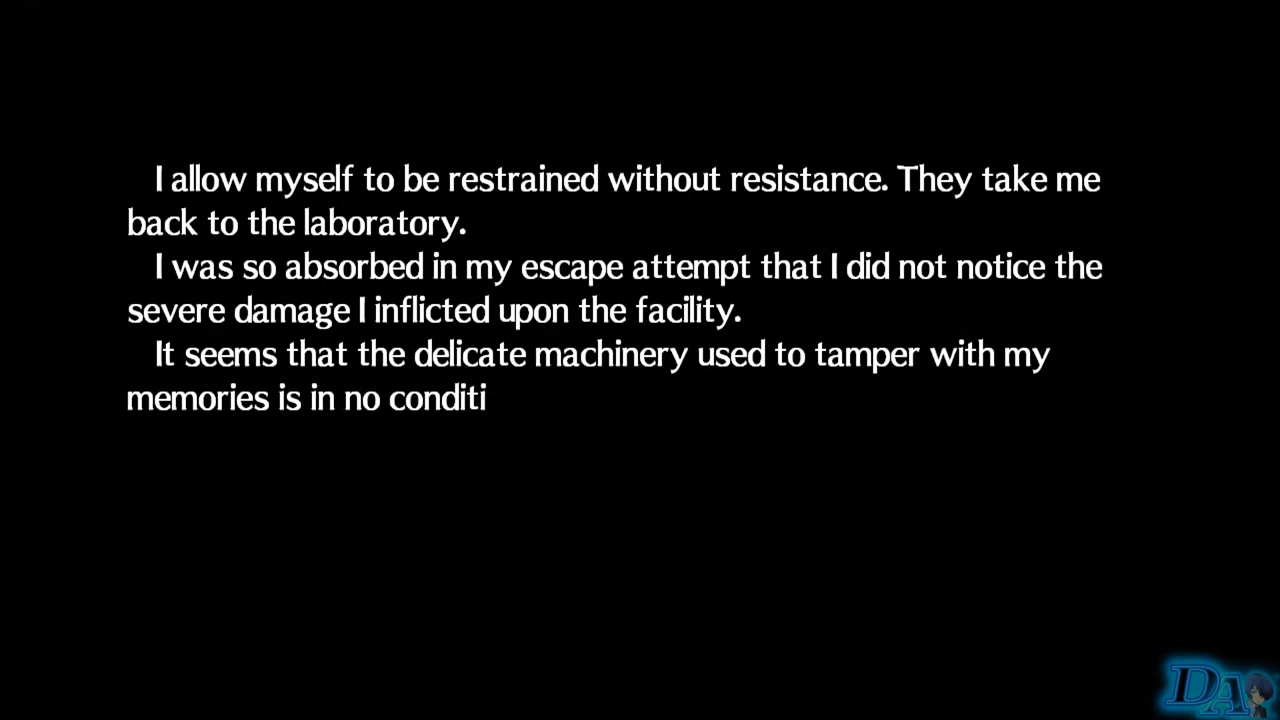 I allow myself to be restrained without resistance. They take me
back to the laboratory.
I was so absorbed in my escape attempt that I did not notice the
severe damage I inflicted upon the facility.
It seems that the delicate machinery used to tamper with my
memories is in no conditi
DA